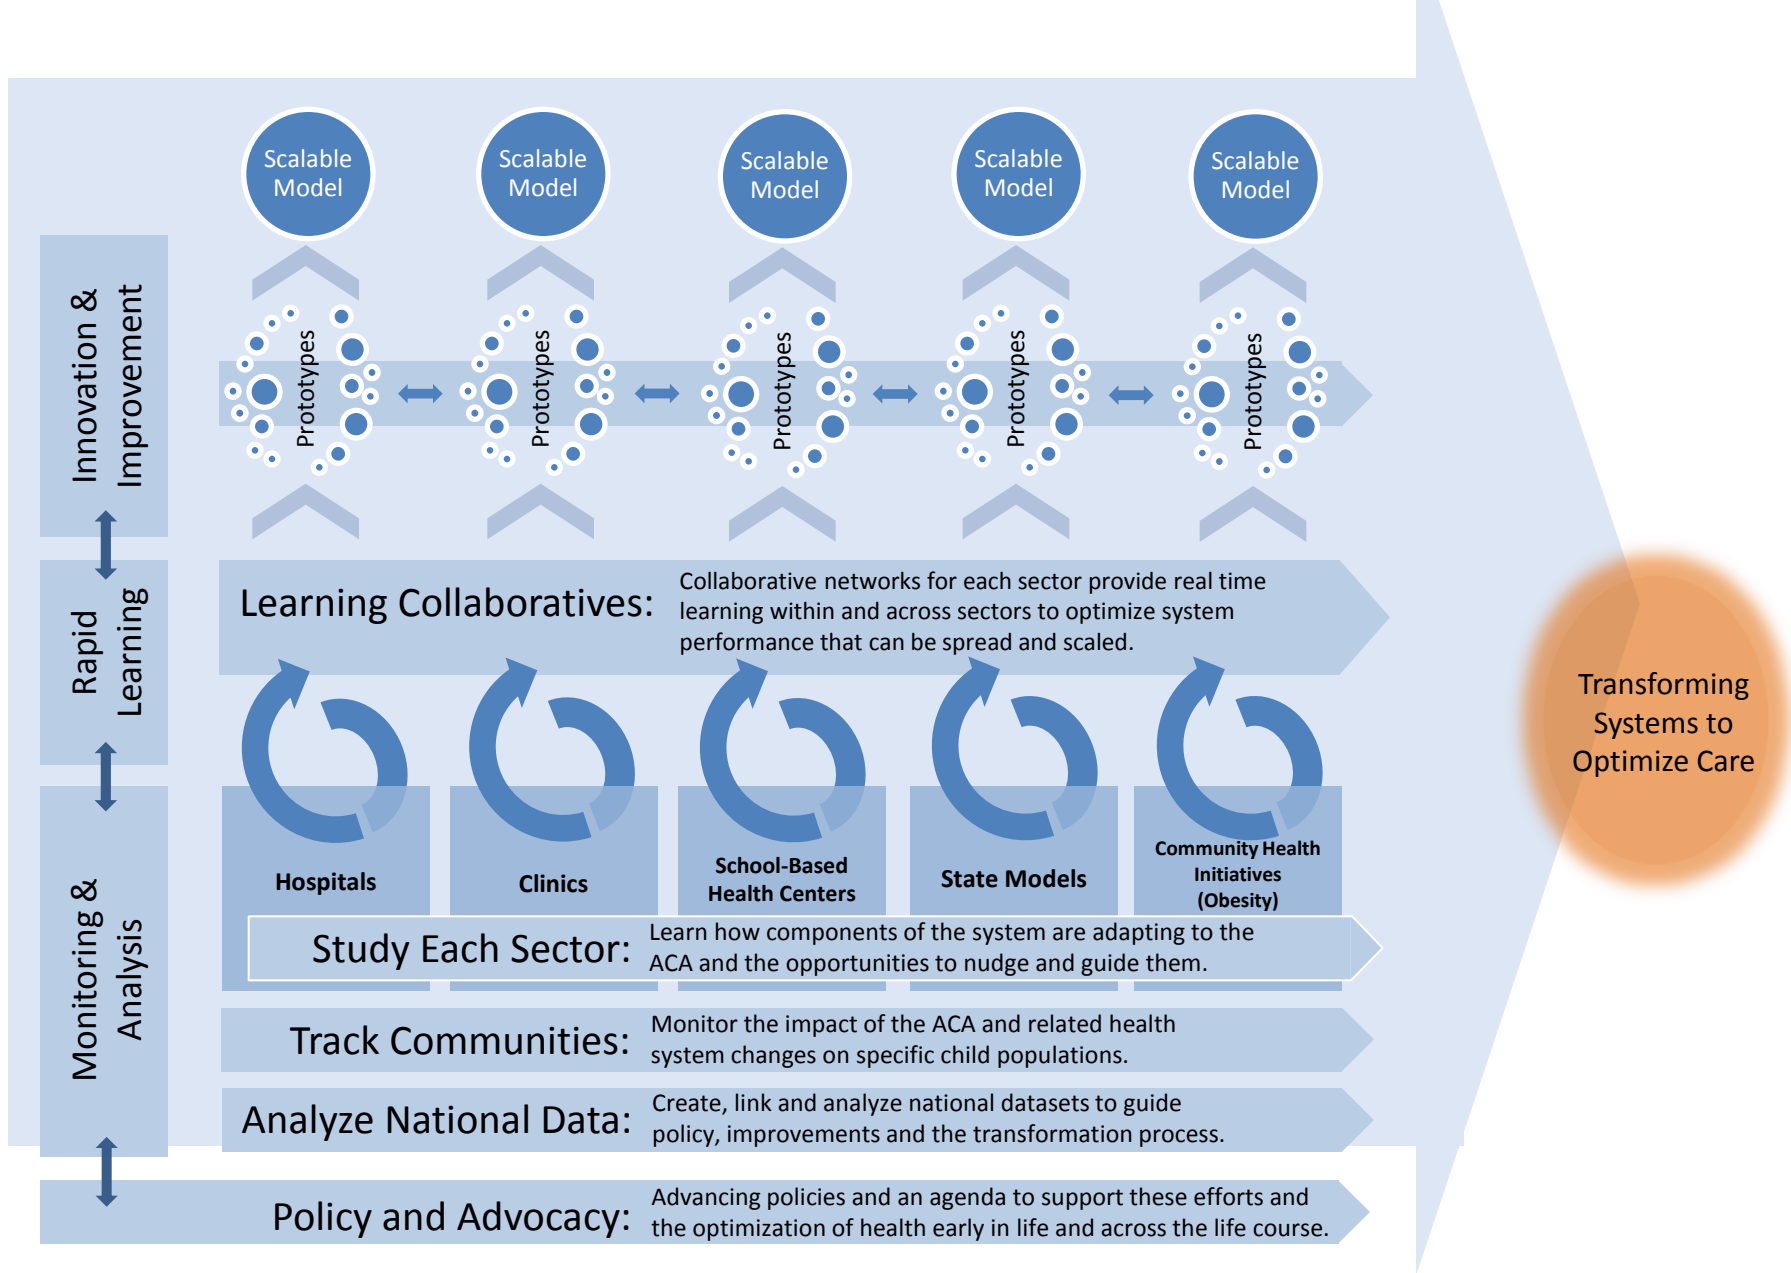 Scalable
Model
Scalable
Model
Scalable
Model
Scalable
Model
Scalable
Model
Innovation &
Improvement
Prototypes
Prototypes
Prototypes
Prototypes
Prototypes
Rapid
Learning
Learning Collaboratives:
Collaborative networks for each sector provide real time
learning within and across sectors to optimize system
performance that can be spread and scaled.
Transforming
Systems to
Optimize Care
Monitoring &
Analysis
Hospitals
Clinics
School-Based
Health Centers
State Models
Community Health
Initiatives
(Obesity)
Study Each Sector:
Learn how components of the system are adapting to the
ACA and the opportunities to nudge and guide them.
Track Communities:
Monitor the impact of the ACA and related health
system changes on specific child populations.
Analyze National Data:
Create, link and analyze national datasets to guide
policy, improvements and the transformation process.
Policy and Advocacy:
Advancing policies and an agenda to support these efforts and
the optimization of health early in life and across the life course.